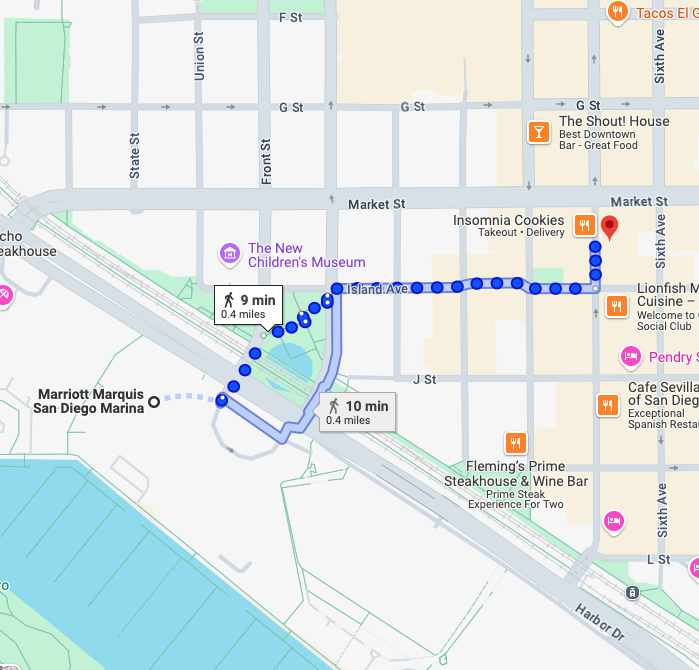 Tacos El G
F St
Union St
Sixth Ave
G St
G St
G St
The Shout! House
Best Downtown
Bar - Great Food
State St
Front St
Market St
Market St
Insomnia Cookies
Takeout • Delivery
Sixth Ave
cho
eakhouse
The New
Children's Museum
Island Ave
9 min
0.4 miles
Lionfish M
Cuisine –
Welcome to
Social Club
Pendry S
J St
Marriott Marquis
San Diego Marina
10 min
0.4 miles
Cafe Sevilla
of San Dieg
Exceptional
Spanish Resta
Fleming's Prime
Steakhouse & Wine Bar
Prime Steak
Experience For Two
Sixth Ave
L St
Harbor Dr